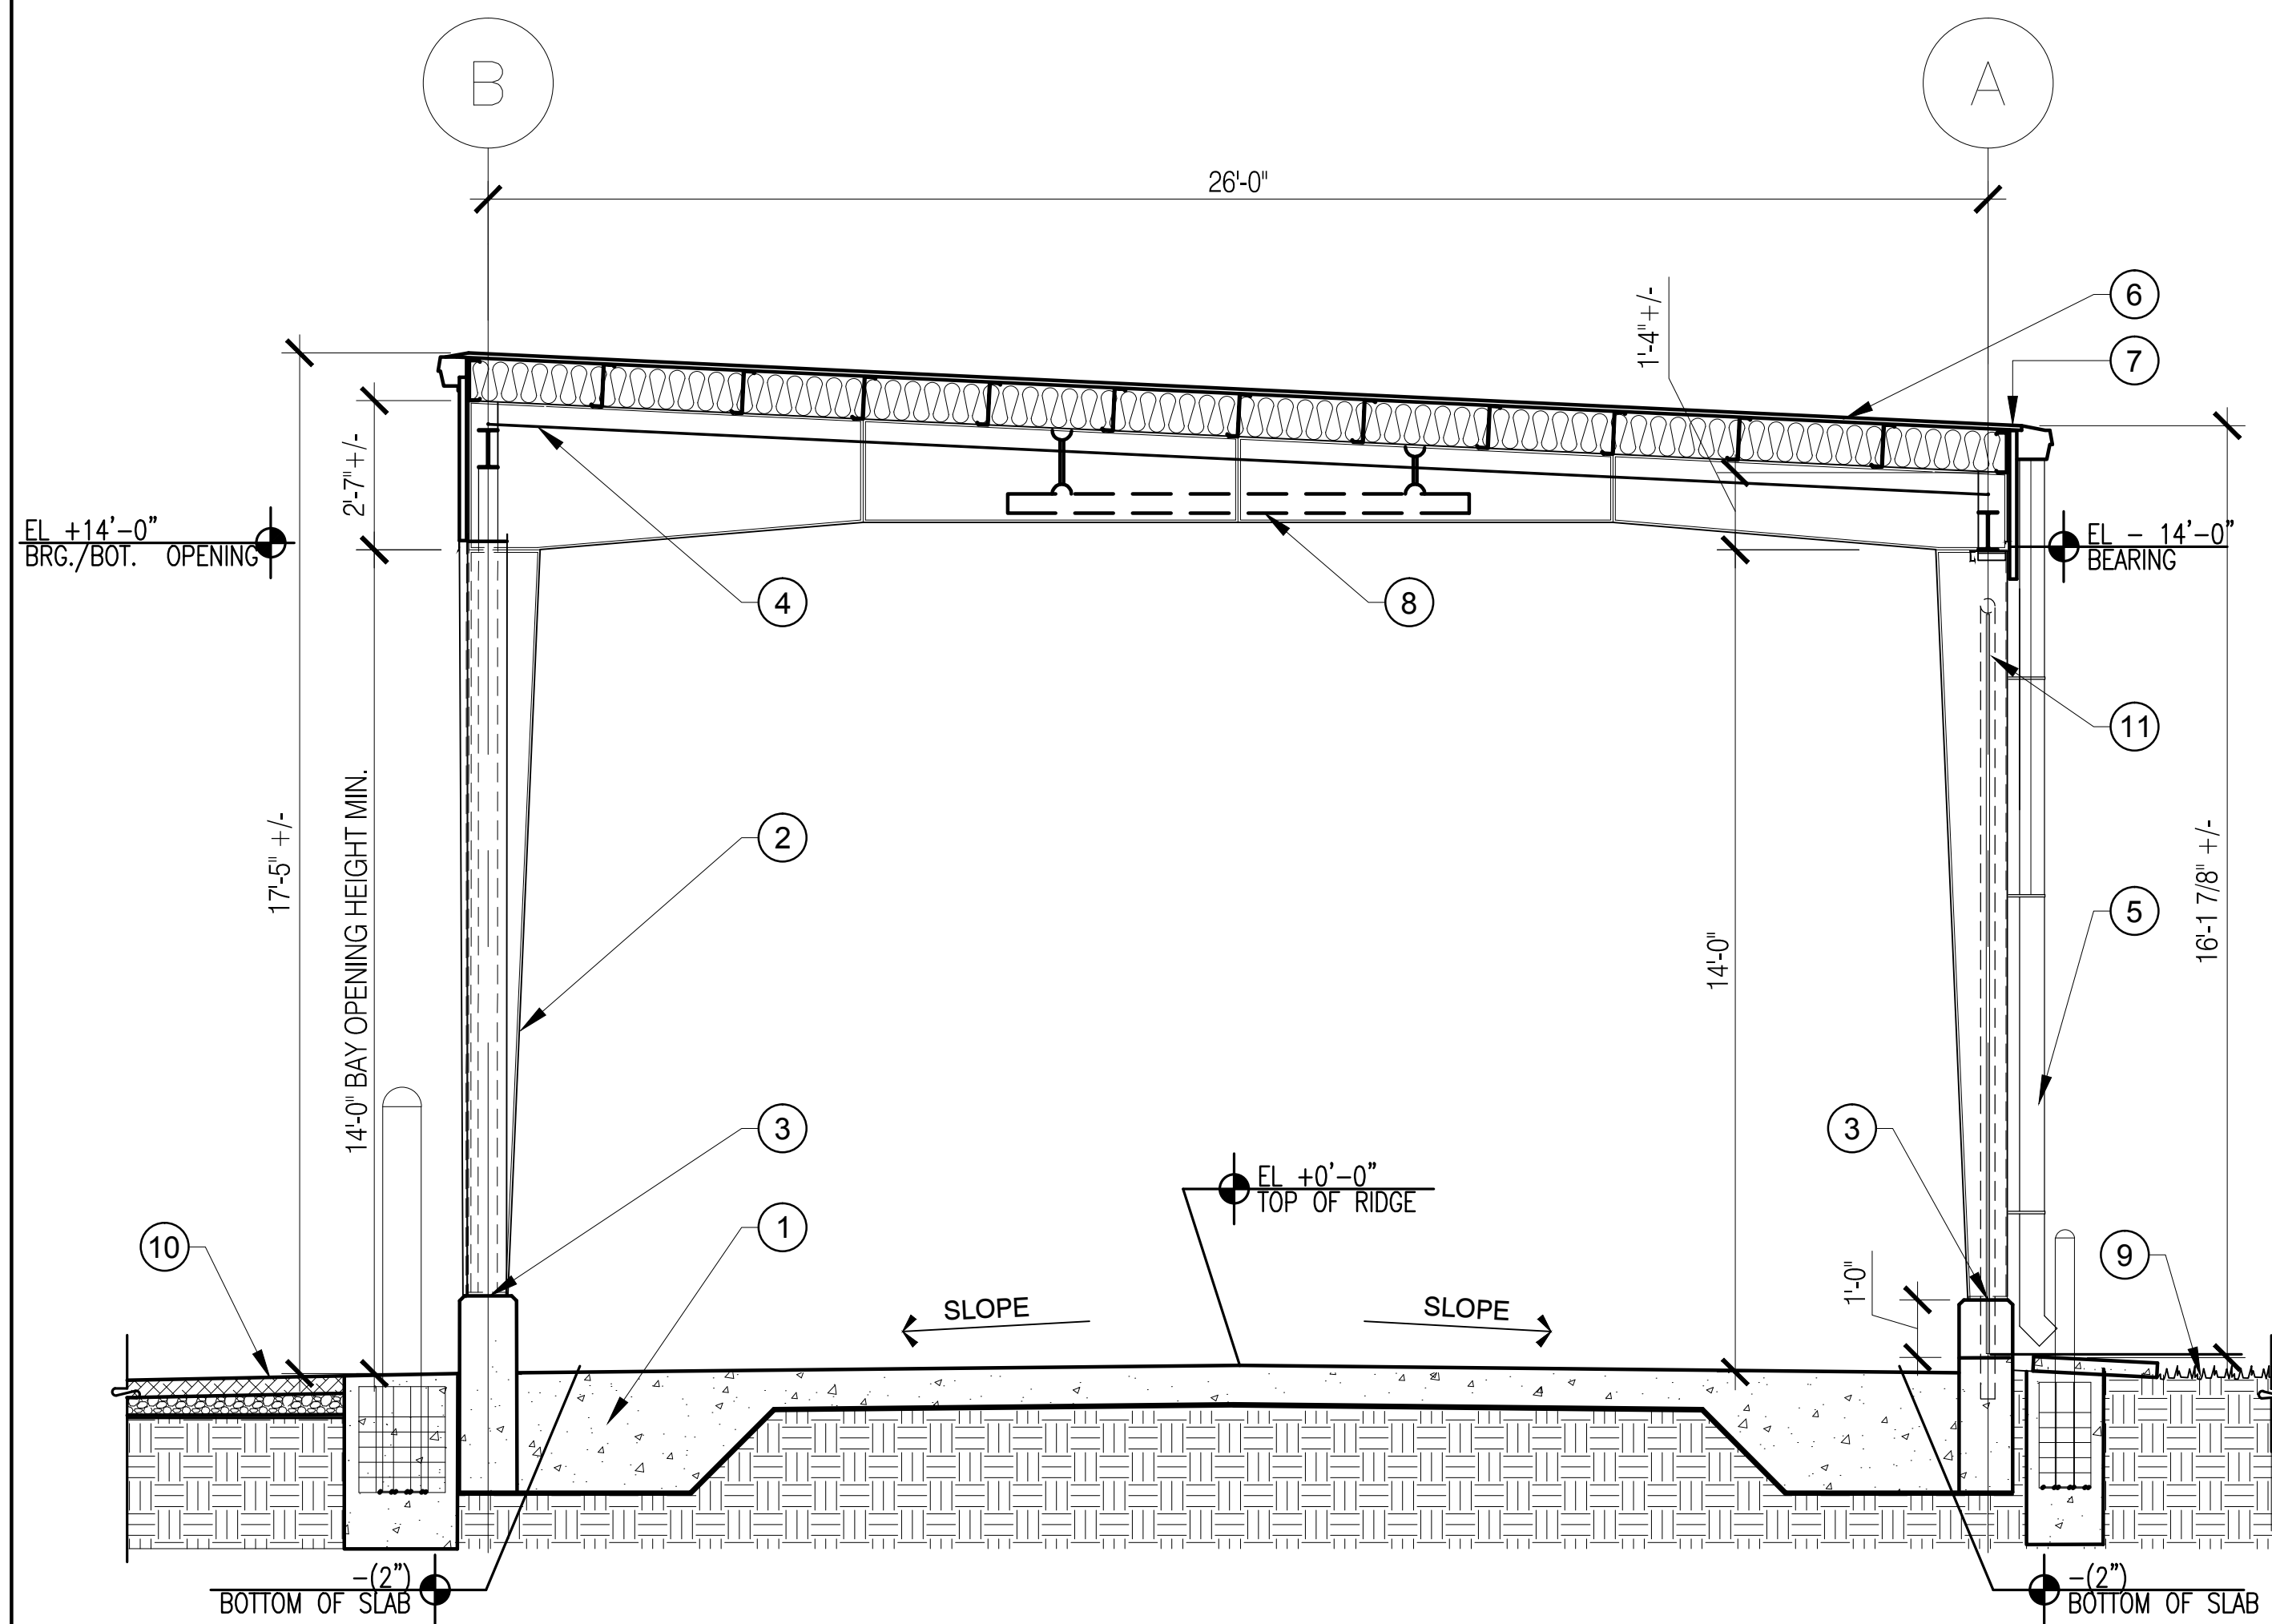 B
A
26'-0"
6
1'-4"+/-
7
2'-7"+/-
EL +14'-0"
BRG./BOT. OPENING
EL - 14'-0"
BEARING
4
8
11
2
17'-5" +/-
14'-0" BAY OPENING HEIGHT MIN.
14'-0"
16'-1 7/8" +/-
5
3
3
EL +0'-0"
TOP OF RIDGE
1
10
9
1'-0"
SLOPE
SLOPE
-(2")
BOTTOM OF SLAB
-(2")
BOTTOM OF SLAB